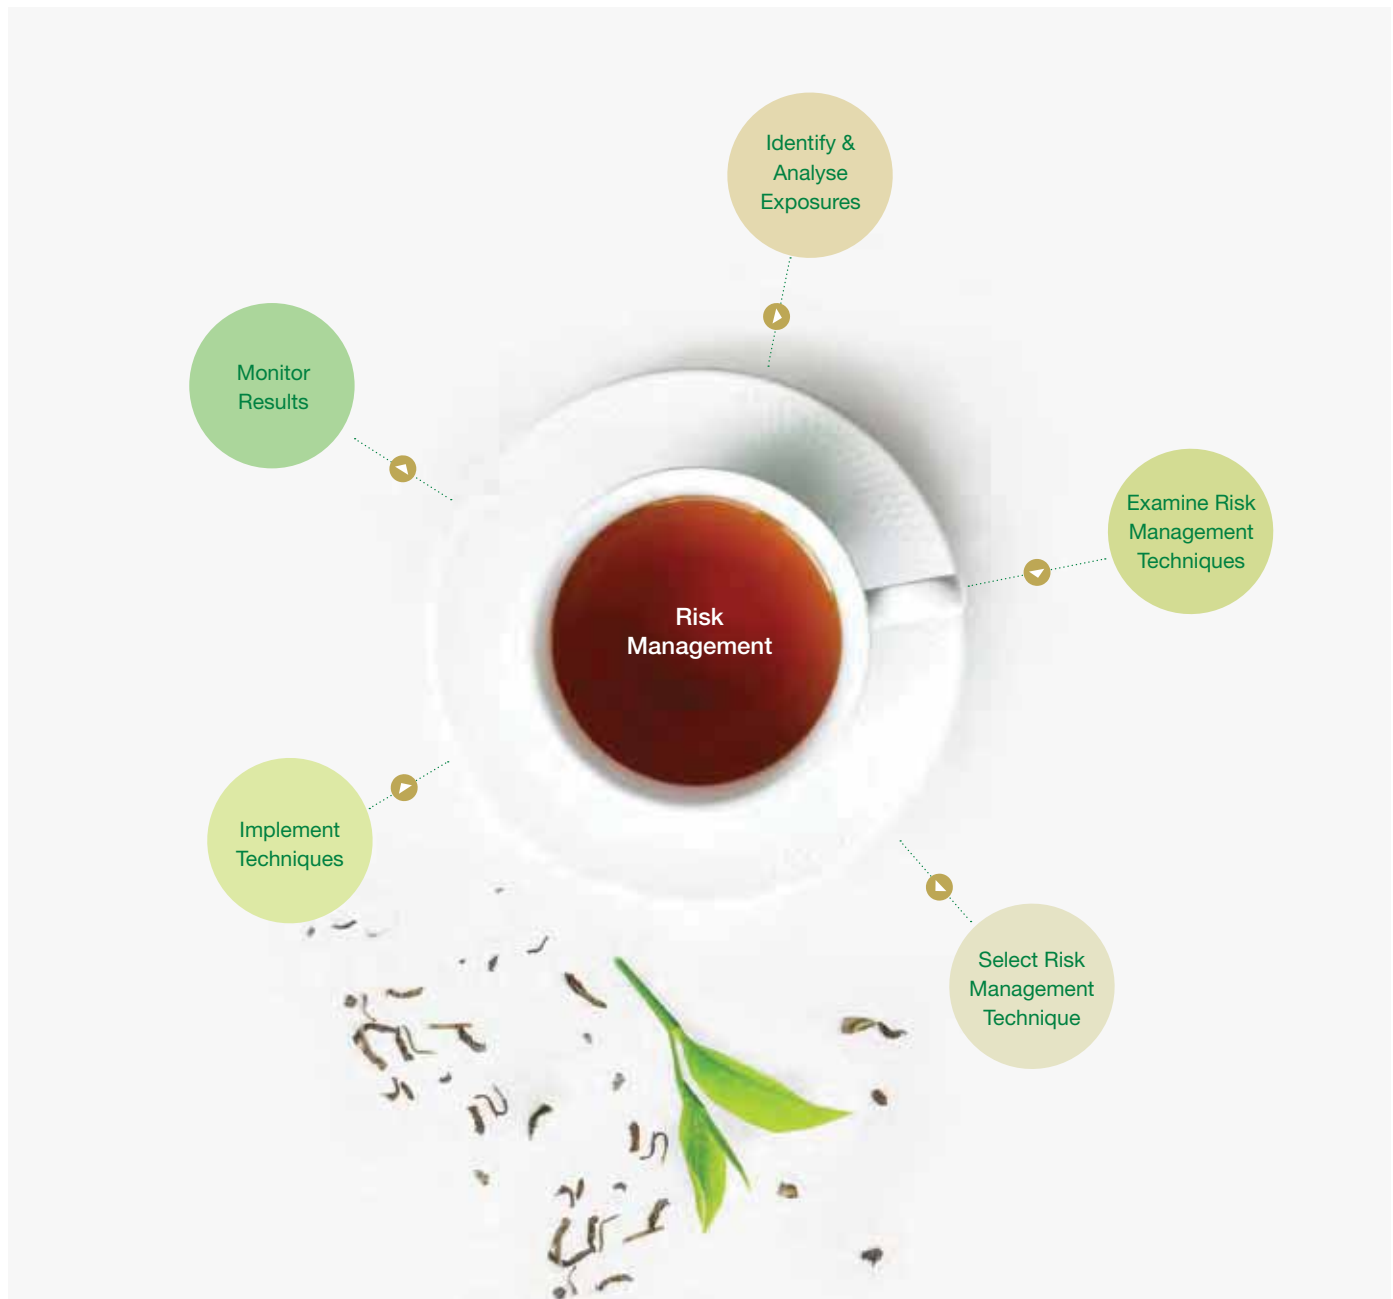 Identify &
Analyse
Exposures
Monitor
Results
Examine Risk
Management
Techniques
Risk
Management
Implement
Techniques
Select Risk
Management
Technique